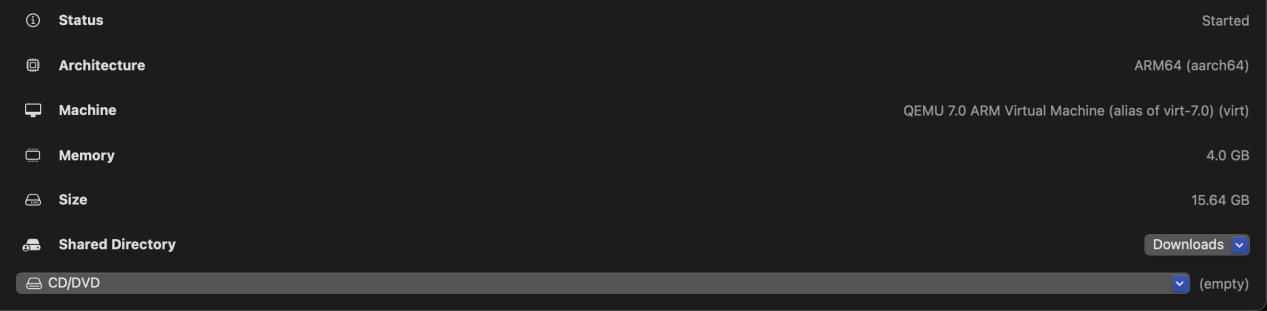 Status Started
Architecture ARM64 (aarch64)
Machine QEMU 7.0 ARM Virtual Machine (alias of virt-7.0) (virt)
Memory 4.0 GB
Size 15.64 GB
Shared Directory Downloads
CD/DVD (empty)